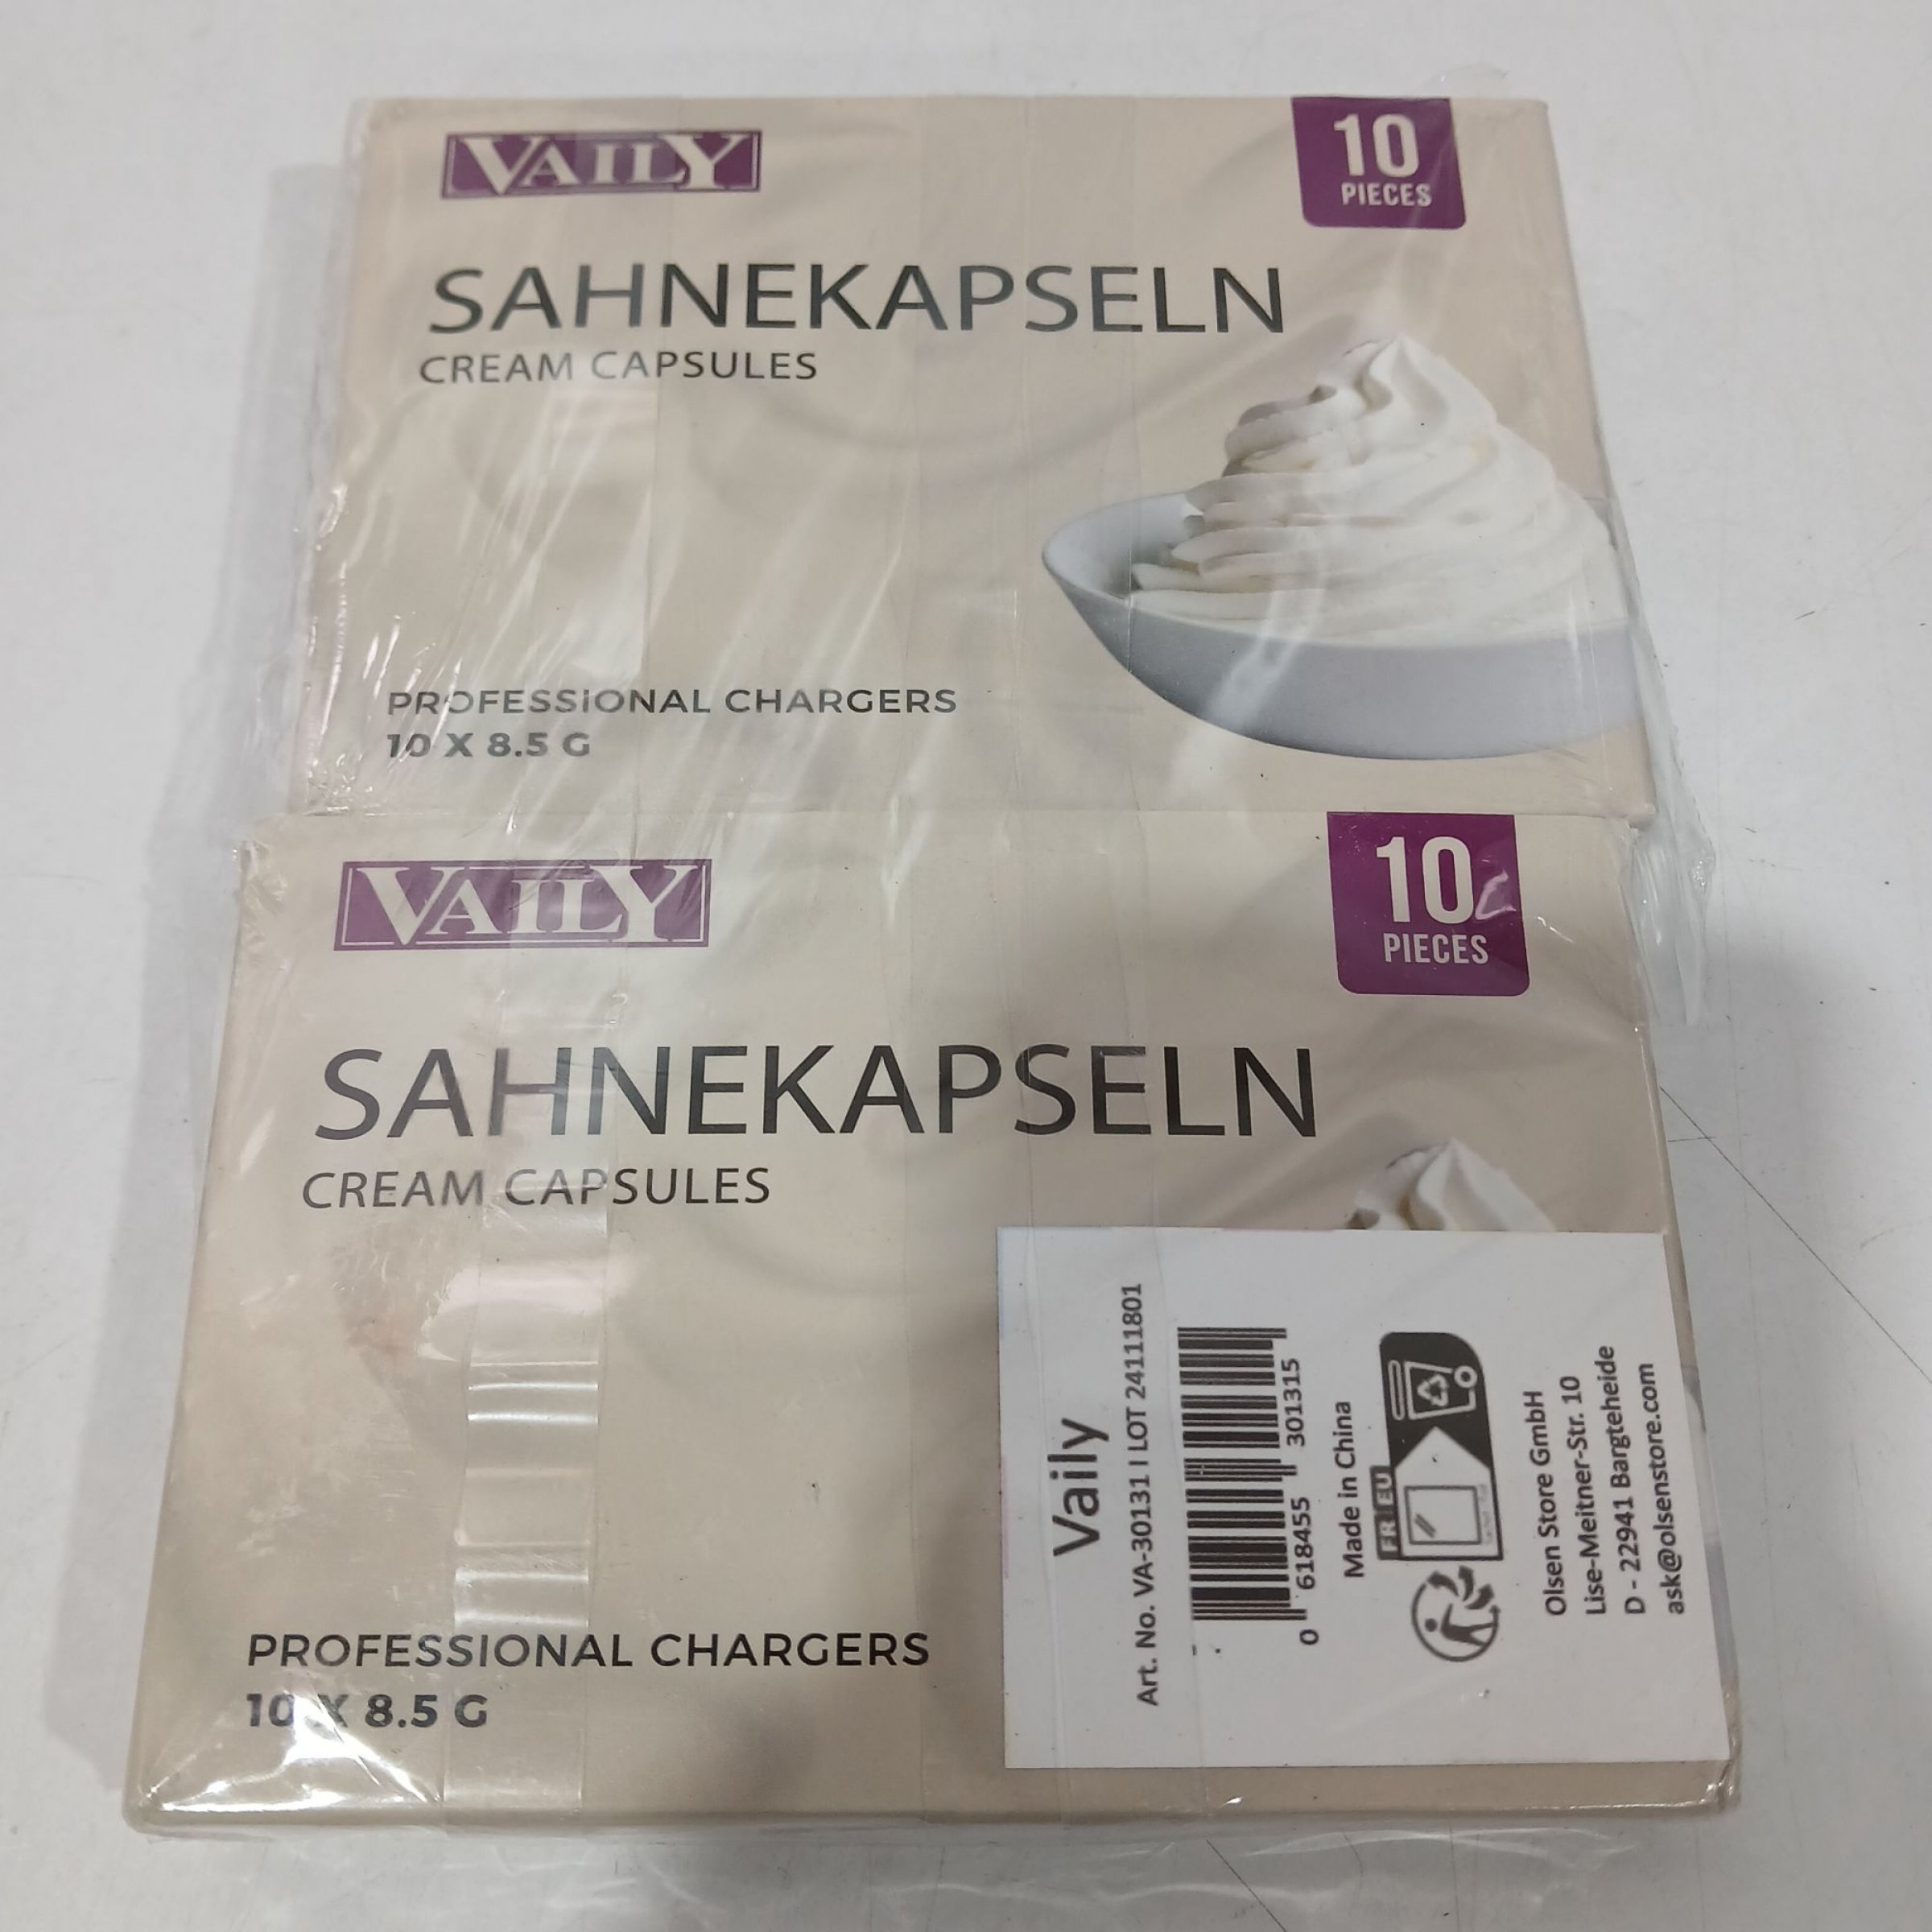 VAILY
10
PIECES
SAHNEKAPSELN
CREAM CAPSULES
PROFESSIONAL CHARGERS
10 X 8.5 G
VAILY
10
PIECES
SAHNEKAPSELN
CREAM CAPSULES
PROFESSIONAL CHARGERS
10 X 8.5 G
Vaily
Art. No. VA-30131 I LOT 24111801
0 618455 301315
Made in China
FR EU
Olsen Store GmbH
Lise-Meitner-Str. 10
D - 22941 Bargteheide
ask@olsenstore.com